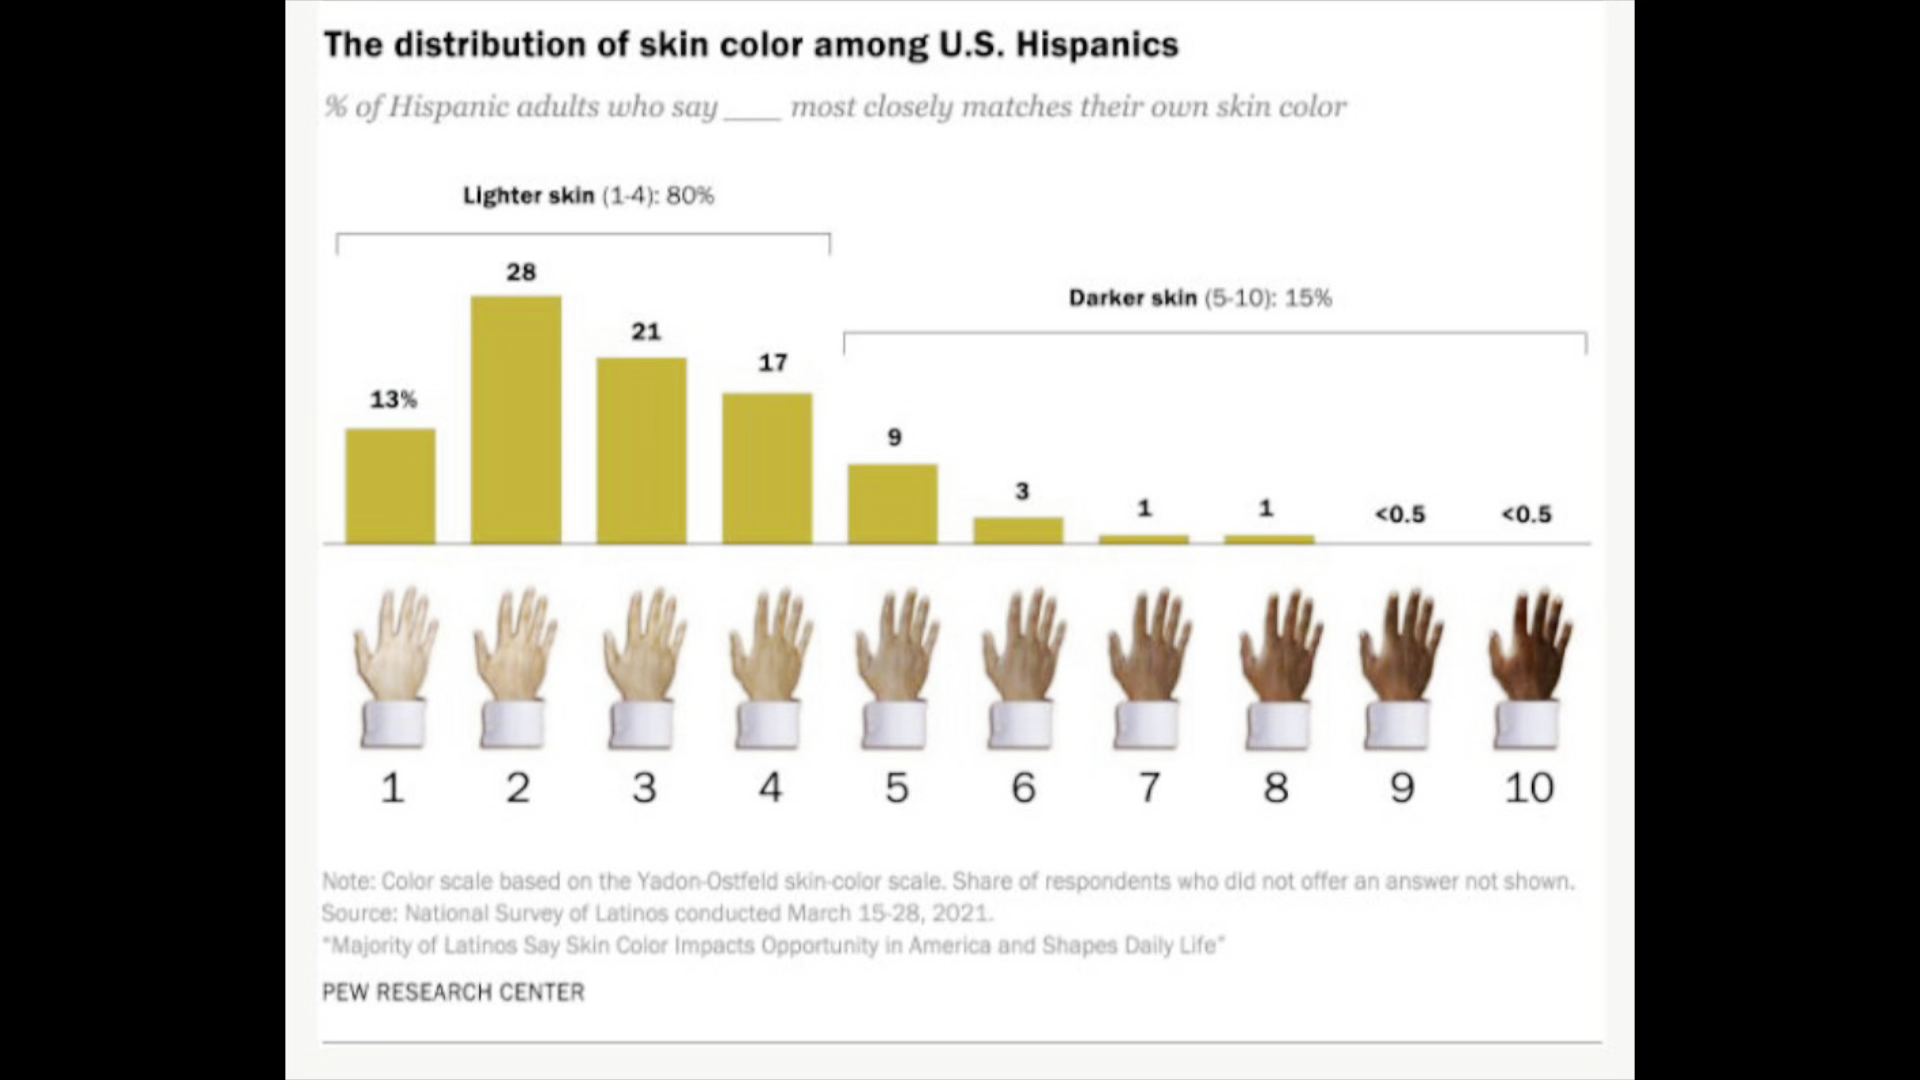 The distribution of skin color among U.S. Hispanics
% of Hispanic adults who say ____ most closely matches their own skin color
Lighter skin (1-4): 80%
Darker skin (5-10): 15%
13% 28 21 17 9 3 1 1 <0.5 <0.5
1 2 3 4 5 6 7 8 9 10
Note: Color scale based on the Yadon-Ostfeld skin-color scale. Share of respondents who did not offer an answer not shown.
Source: National Survey of Latinos conducted March 15-28, 2021.
"Majority of Latinos Say Skin Color Impacts Opportunity in America and Shapes Daily Life"
PEW RESEARCH CENTER